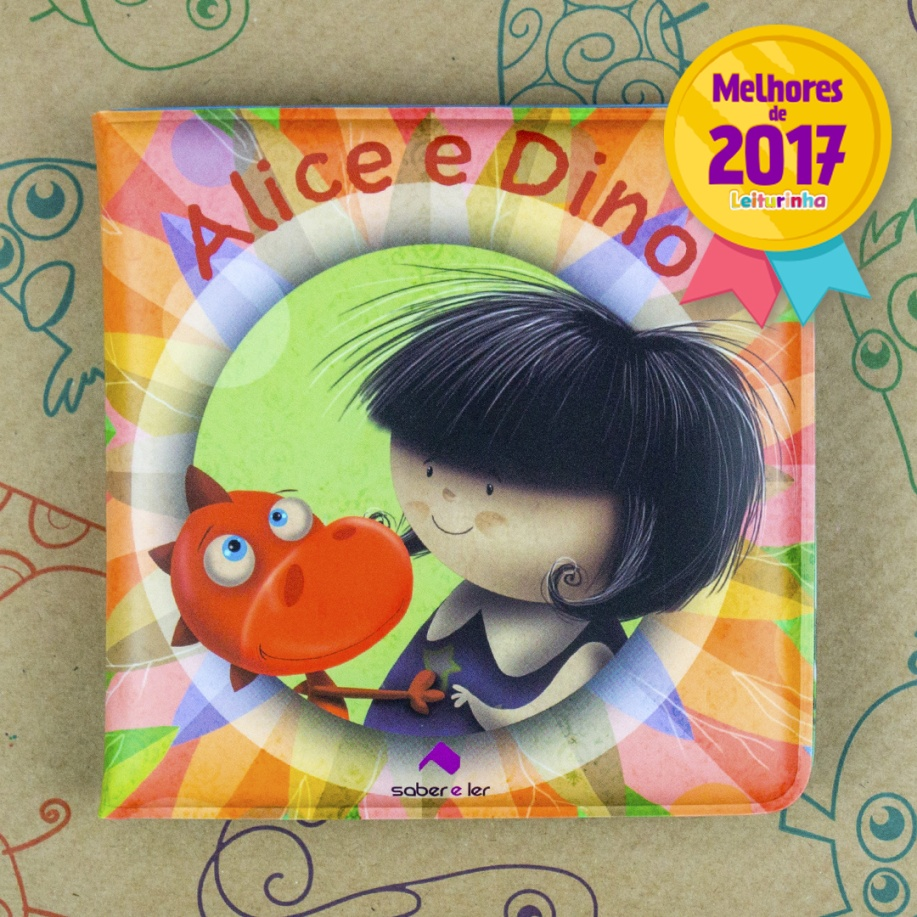 Melhores
de
2017
Leiturinha
Alice e Dino
saber e ler